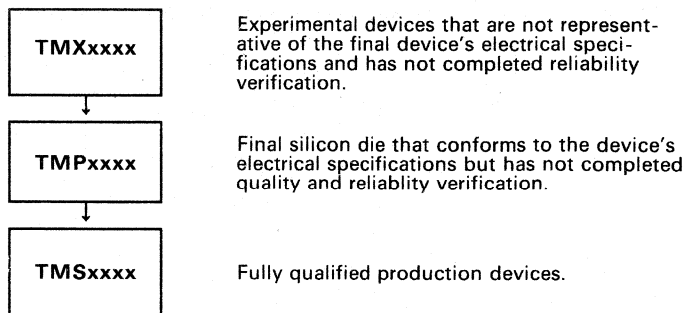 TMXxxxx
Experimental devices that are not represent-
ative of the final device's electrical speci-
fications and has not completed reliability
verification.
TMPxxxx
Final silicon die that conforms to the device's
electrical specifications but has not completed
quality and reliablity verification.
TMSxxxx
Fully qualified production devices.